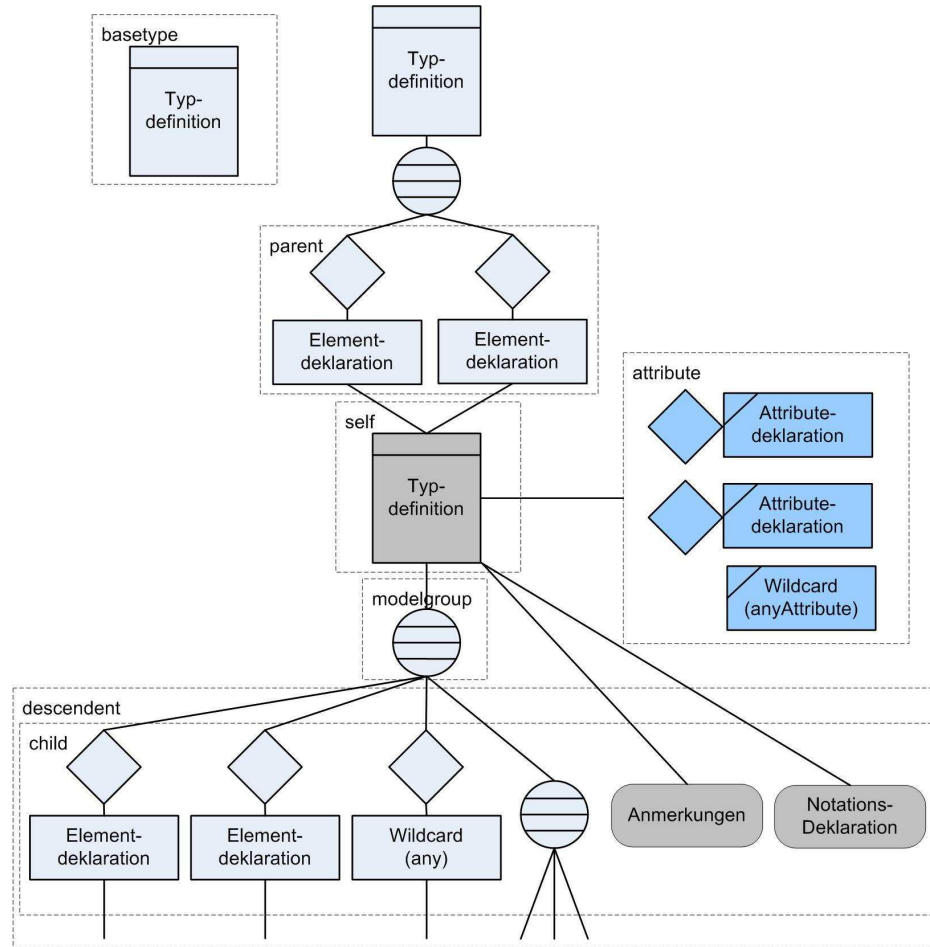 basetype
Typ-
definition
Typ-
definition
parent
Element-
deklaration
Element-
deklaration
attribute
Attribute-
deklaration
Attribute-
deklaration
Wildcard
(anyAttribute)
self
Typ-
definition
modelgroup
descendent
child
Element-
deklaration
Element-
deklaration
Wildcard
(any)
Anmerkungen
Notations-
Deklaration